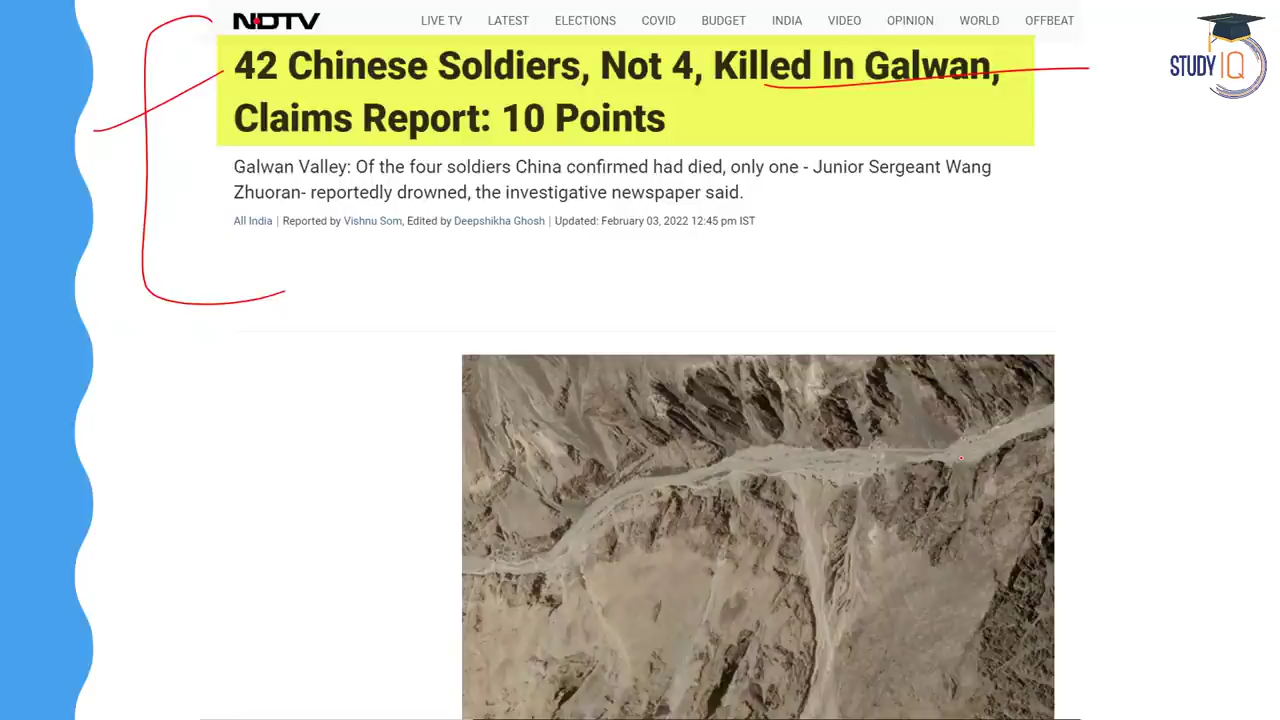 NDTV
LIVE TV LATEST ELECTIONS COVID BUDGET INDIA VIDEO OPINION WORLD OFFBEAT
STUDY IQ
42 Chinese Soldiers, Not 4, Killed In Galwan,
Claims Report: 10 Points
Galwan Valley: Of the four soldiers China confirmed had died, only one - Junior Sergeant Wang
Zhuoran- reportedly drowned, the investigative newspaper said.
All India | Reported by Vishnu Som, Edited by Deepshikha Ghosh | Updated: February 03, 2022 12:45 pm IST